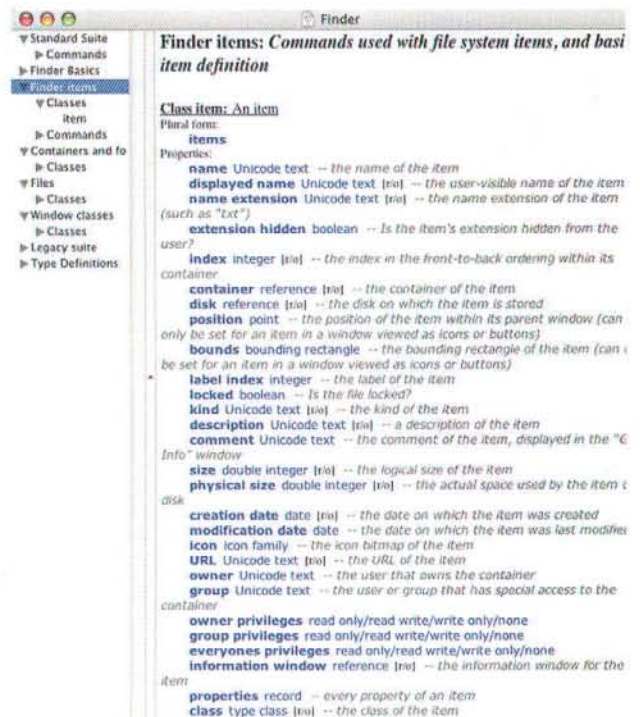 Finder
Standard Suite
Commands
Finder Basics
Finder items
Classes
item
Commands
Containers and fo
Classes
Files
Classes
Window classes
Classes
Legacy suite
Type Definitions
Finder items: Commands used with file system items, and basi
item definition
Class item: An item
Plural form:
items
Properties:
name Unicode text -- the name of the item
displayed name Unicode text [r/o] -- the user-visible name of the item
name extension Unicode text [r/o] -- the name extension of the item
(such as "txt")
extension hidden boolean -- Is the item's extension hidden from the
user?
index integer [r/o] -- the index in the front-to-back ordering within its
container
container reference [r/o] -- the container of the item
disk reference [r/o] -- the disk on which the item is stored
position point -- the position of the item within its parent window (can
only be set for an item in a window viewed as icons or buttons)
bounds bounding rectangle -- the bounding rectangle of the item (can
be set for an item in a window viewed as icons or buttons)
label index integer -- the label of the item
locked boolean -- Is the file locked?
kind Unicode text [r/o] -- the kind of the item
description Unicode text [r/o] -- a description of the item
comment Unicode text -- the comment of the item, displayed in the "G
Info" window
size double integer [r/o] -- the logical size of the item
physical size double integer [r/o] -- the actual space used by the item
disk
creation date date [r/o] -- the date on which the item was created
modification date date -- the date on which the item was last modified
icon icon family -- the icon bitmap of the item
URL Unicode text [r/o] -- the URL of the item
owner Unicode text -- the user that owns the container
group Unicode text -- the user or group that has special access to the
container
owner privileges read only/read write/write only/none
group privileges read only/read write/write only/none
everyones privileges read only/read write/write only/none
information window reference [r/o] -- the information window for the
item
properties record -- every property of an item
class type class [r/o] -- the class of the item